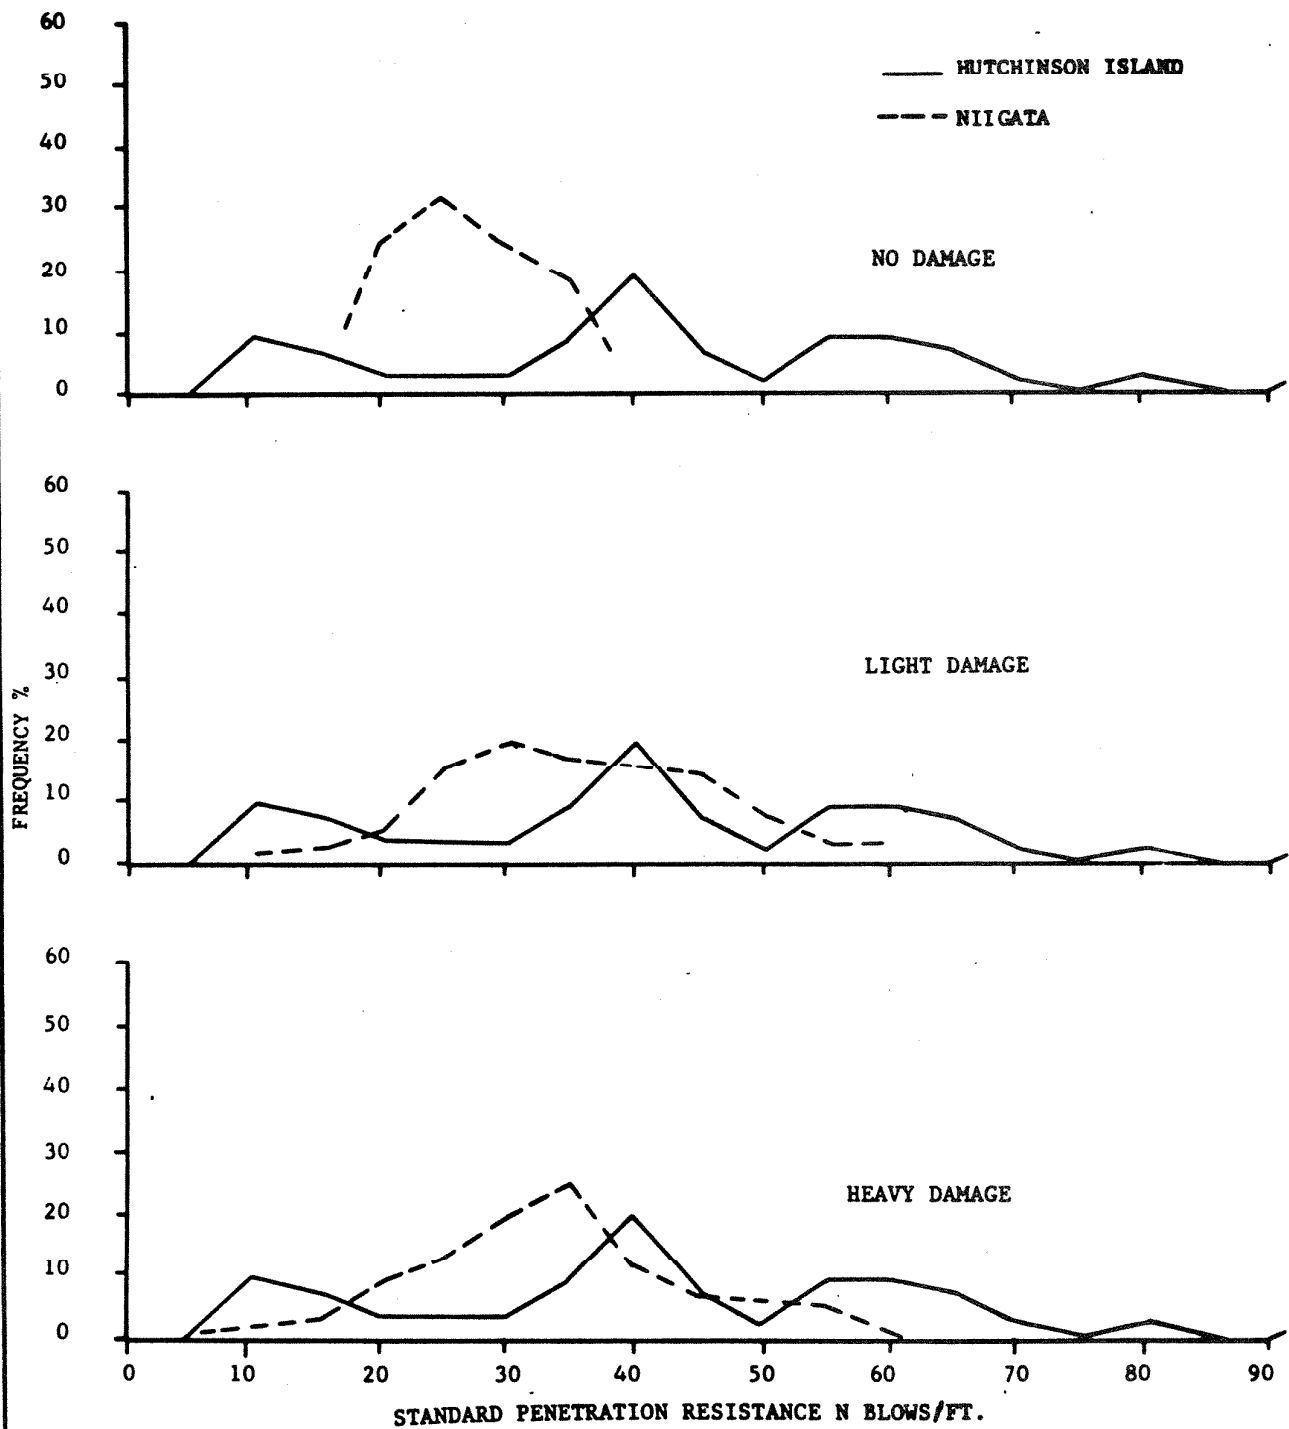 60
50
40
30
20
10
0
HUTCHINSON ISLAND
NIIGATA
NO DAMAGE
60
50
40
30
20
10
0
LIGHT DAMAGE
FREQUENCY %
60
50
40
30
20
10
0
HEAVY DAMAGE
0 10 20 30 40 50 60 70 80 90
STANDARD PENETRATION RESISTANCE N BLOWS/FT.